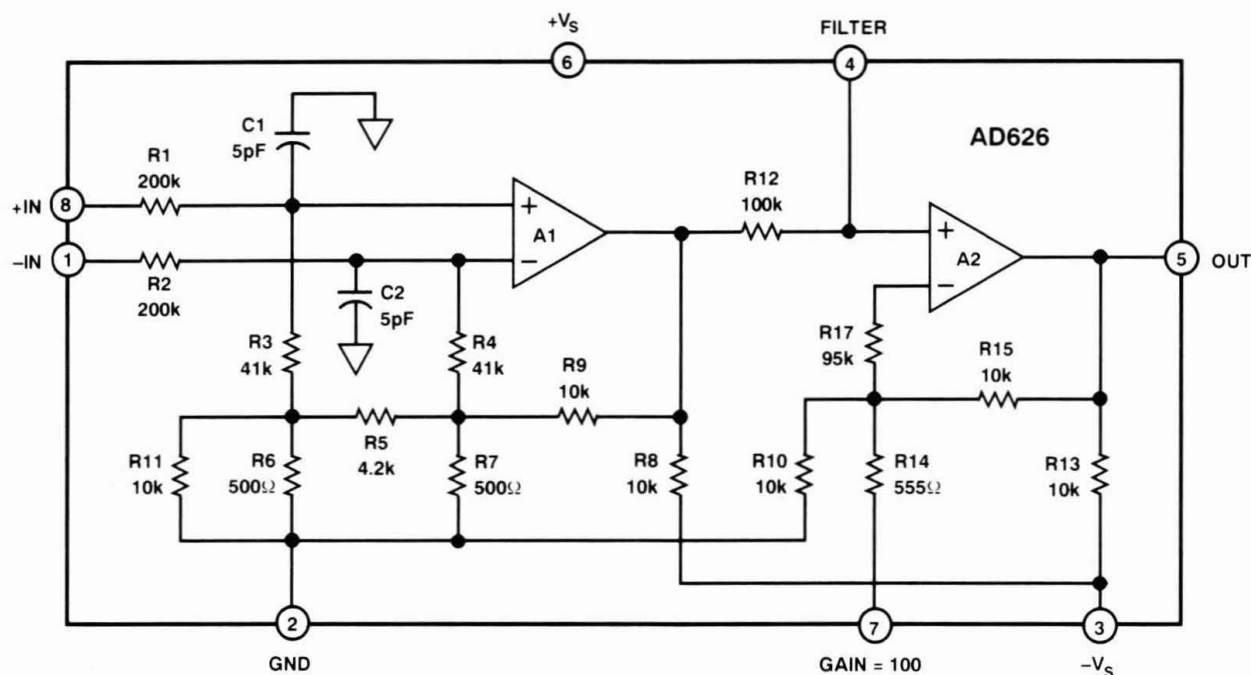 +V_S
FILTER
6
4
C1
5pF
AD626
R1
200k
R12
100k
+IN
8
+
A1
–
+
A2
–
–IN
1
5
OUT
R2
200k
C2
5pF
R17
95k
R3
41k
R4
41k
R9
10k
R15
10k
R5
4.2k
R11
10k
R6
500Ω
R7
500Ω
R8
10k
R10
10k
R14
555Ω
R13
10k
2
7
3
GND
GAIN = 100
–V_S